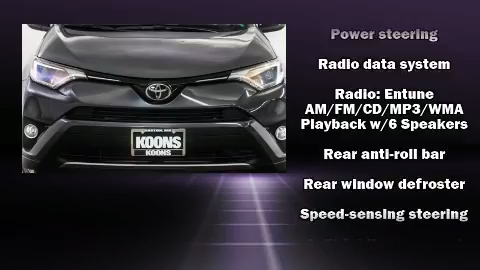 Power steering
Radio data system
Radio: Entune
AM/FM/CD/MP3/WMA
Playback w/6 Speakers
Rear anti-roll bar
Rear window defroster
Speed-sensing steering
KOONS
KOONS